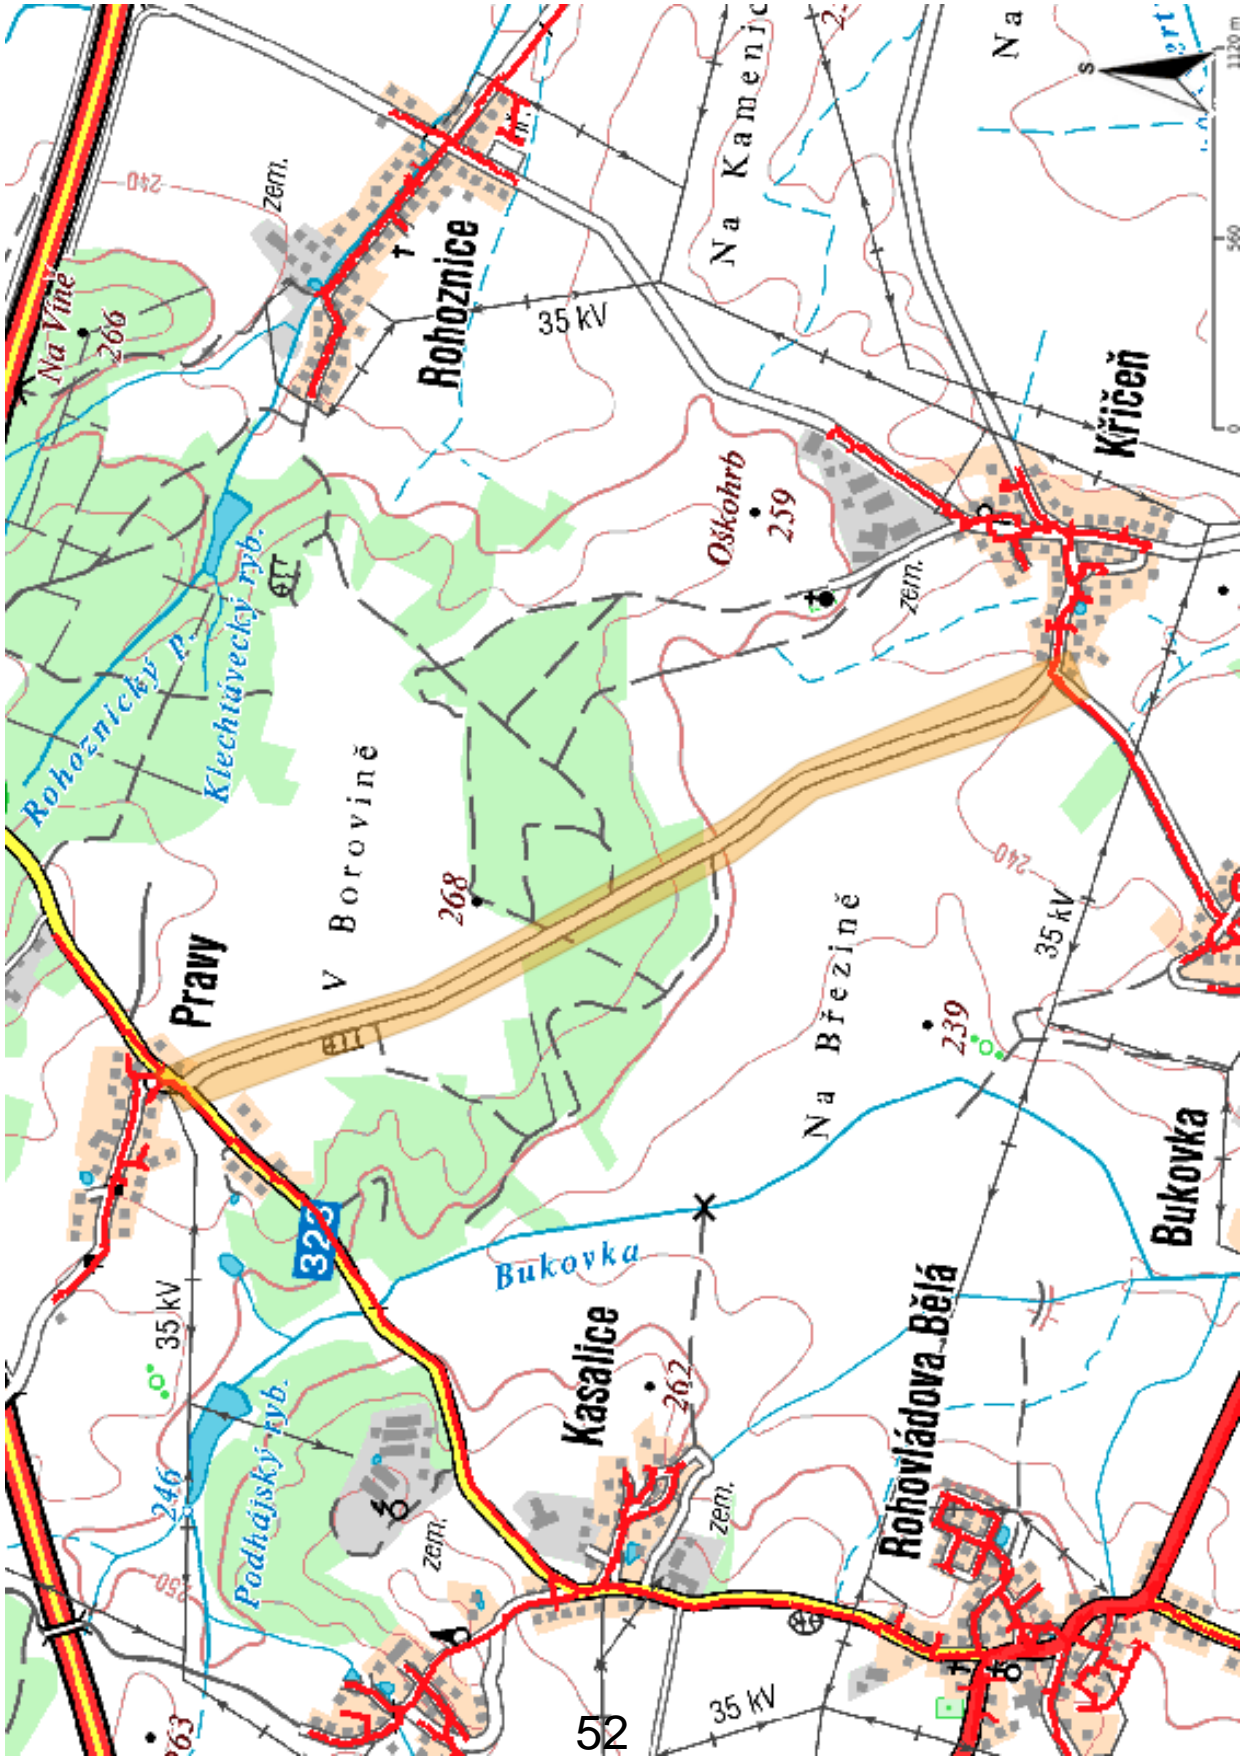 Na Víně
266
240
zem.
Rohoznice
35 kV
Na Kamenic
Na
S
1120 m
560
0
Rohoznický p.
Klechtávecký ryb.
Oškohrb
259
zem.
Křičeň
V Borovině
268
Pravy
240
35 kV
Na Březině
239
Bukovka
323
Bukovka
35 kV
246
Podhájský ryb.
250
zem.
Kasalice
262
zem.
Rohovládova Bělá
263
35 kV
52